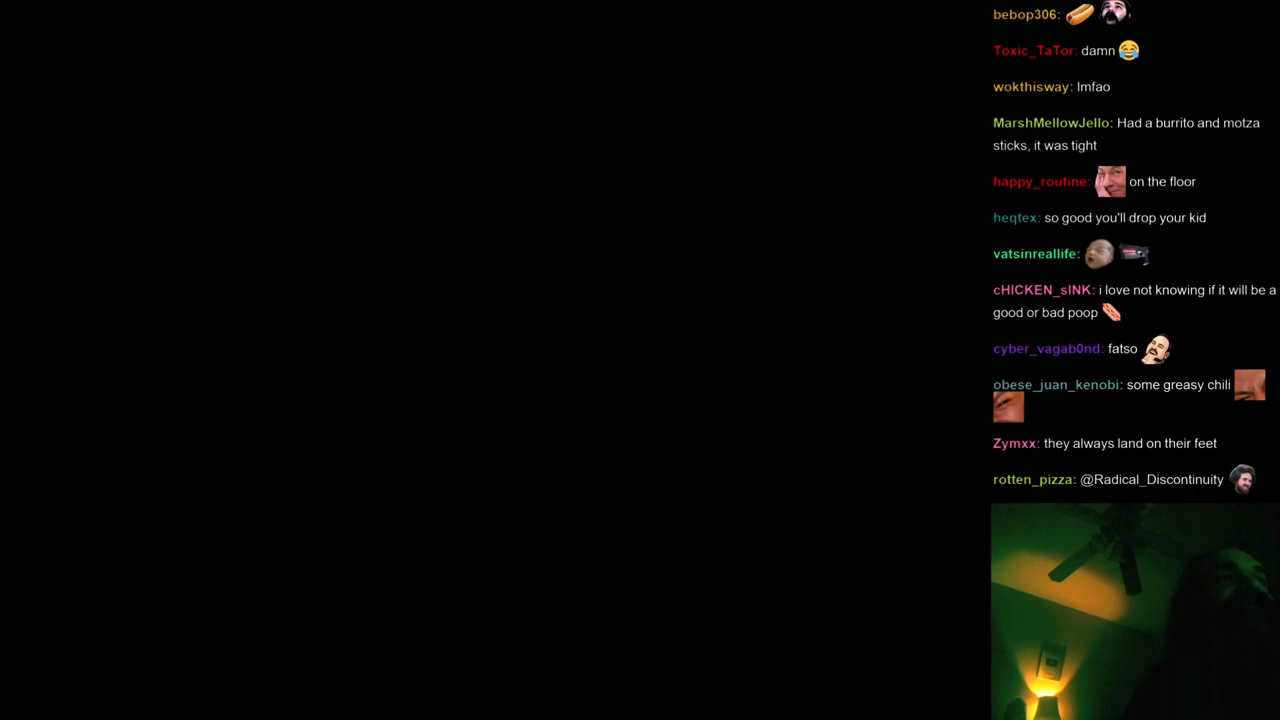 bebop306:
Toxic_TaTor: damn
wokthisway: lmfao
MarshMellowJello: Had a burrito and motza
sticks, it was tight
happy_routine: on the floor
heqtex: so good you'll drop your kid
vatsinreallife:
cHICKEN_sINK: i love not knowing if it will be a
good or bad poop
cyber_vagab0nd: fatso
obese_juan_kenobi: some greasy chili
Zymxx: they always land on their feet
rotten_pizza: @Radical_Discontinuity